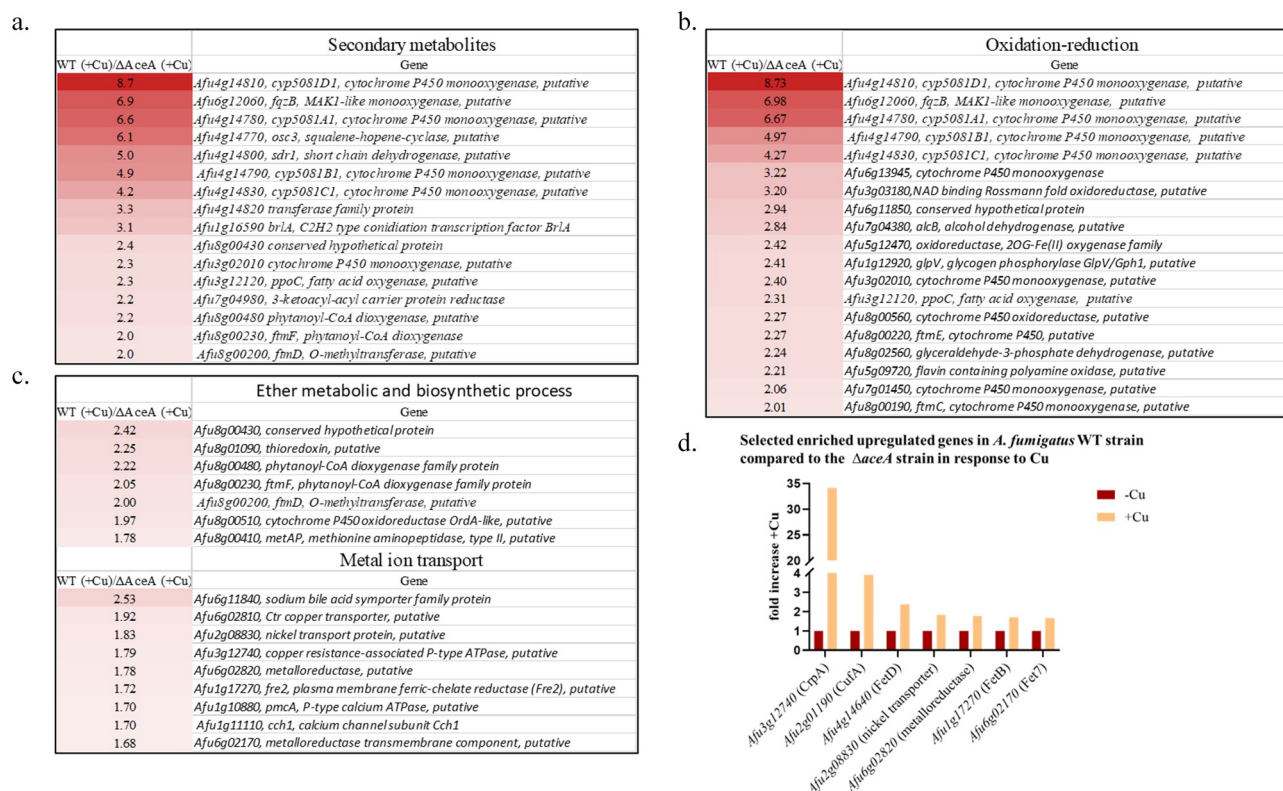 a.
Secondary metabolites
WT (+Cu)/ΔAceA (+Cu) Gene
8.7 Afu4g14810, cyp5081D1, cytochrome P450 monooxygenase, putative
6.9 Afu6g12060, fqzB, MAK1-like monooxygenase, putative
6.6 Afu4g14780, cyp5081A1, cytochrome P450 monooxygenase, putative
6.1 Afu4g14770, osc3, squalene-hopene-cyclase, putative
5.0 Afu4g14800, sdr1, short chain dehydrogenase, putative
4.9 Afu4g14790, cyp5081B1, cytochrome P450 monooxygenase, putative
4.2 Afu4g14830, cyp5081C1, cytochrome P450 monooxygenase, putative
3.3 Afu4g14820 transferase family protein
3.1 Afu1g16590 brlA, C2H2 type conidiation transcription factor BrlA
2.4 Afu8g00430 conserved hypothetical protein
2.3 Afu3g02010 cytochrome P450 monooxygenase, putative
2.3 Afu3g12120, ppoC, fatty acid oxygenase, putative
2.2 Afu7g04980, 3-ketoacyl-acyl carrier protein reductase
2.2 Afu8g00480 phytanoyl-CoA dioxygenase, putative
2.0 Afu8g00230, ftmF, phytanoyl-CoA dioxygenase
2.0 Afu8g00200, ftmD, O-methyltransferase, putative
b.
Oxidation-reduction
WT (+Cu)/ΔAceA (+Cu) Gene
8.73 Afu4g14810, cyp5081D1, cytochrome P450 monooxygenase, putative
6.98 Afu6g12060, fqzB, MAK1-like monooxygenase, putative
6.67 Afu4g14780, cyp5081A1, cytochrome P450 monooxygenase, putative
4.97 Afu4g14790, cyp5081B1, cytochrome P450 monooxygenase, putative
4.27 Afu4g14830, cyp5081C1, cytochrome P450 monooxygenase, putative
3.22 Afu6g13945, cytochrome P450 monooxygenase
3.20 Afu3g03180,NAD binding Rossmann fold oxidoreductase, putative
2.94 Afu6g11850, conserved hypothetical protein
2.84 Afu7g04380, alcB, alcohol dehydrogenase, putative
2.42 Afu5g12470, oxidoreductase, 2OG-Fe(II) oxygenase family
2.41 Afu1g12920, glpV, glycogen phosphorylase GlpV/Gph1, putative
2.40 Afu3g02010, cytochrome P450 monooxygenase, putative
2.31 Afu3g12120, ppoC, fatty acid oxygenase, putative
2.27 Afu8g00560, cytochrome P450 oxidoreductase, putative
2.27 Afu8g00220, ftmE, cytochrome P450, putative
2.24 Afu8g02560, glyceraldehyde-3-phosphate dehydrogenase, putative
2.21 Afu5g09720, flavin containing polyamine oxidase, putative
2.06 Afu7g01450, cytochrome P450 monooxygenase, putative
2.01 Afu8g00190, ftmC, cytochrome P450 monooxygenase, putative
c.
Ether metabolic and biosynthetic process
WT (+Cu)/ΔAceA (+Cu) Gene
2.42 Afu8g00430, conserved hypothetical protein
2.25 Afu8g01090, thioredoxin, putative
2.22 Afu8g00480, phytanoyl-CoA dioxygenase family protein
2.05 Afu8g00230, ftmF, phytanoyl-CoA dioxygenase family protein
2.00 Afu8g00200, ftmD, O-methyltransferase, putative
1.97 Afu8g00510, cytochrome P450 oxidoreductase OrdA-like, putative
1.78 Afu8g00410, metAP, methionine aminopeptidase, type II, putative
Metal ion transport
WT (+Cu)/ΔAceA (+Cu) Gene
2.53 Afu6g11840, sodium bile acid symporter family protein
1.92 Afu6g02810, Ctr copper transporter, putative
1.83 Afu2g08830, nickel transport protein, putative
1.79 Afu3g12740, copper resistance-associated P-type ATPase, putative
1.78 Afu6g02820, metalloreductase, putative
1.72 Afu1g17270, fre2, plasma membrane ferric-chelate reductase (Fre2), putative
1.70 Afu1g10880, pmcA, P-type calcium ATPase, putative
1.70 Afu1g11110, cch1, calcium channel subunit Cch1
1.68 Afu6g02170, metalloreductase transmembrane component, putative
d.
Selected enriched upregulated genes in A. fumigatus WT strain
compared to the ΔaceA strain in response to Cu
fold increase +Cu
35
30
25
20
4
3
2
1
0
-Cu
+Cu
Afu3g12740 (CrpA)
Afu2g01190 (CufA)
Afu4g14640 (FetD)
Afu2g08830 (nickel transporter)
Afu6g02820 (metalloreductase)
Afu1g17270 (FetB)
Afu6g02170 (Fet7)